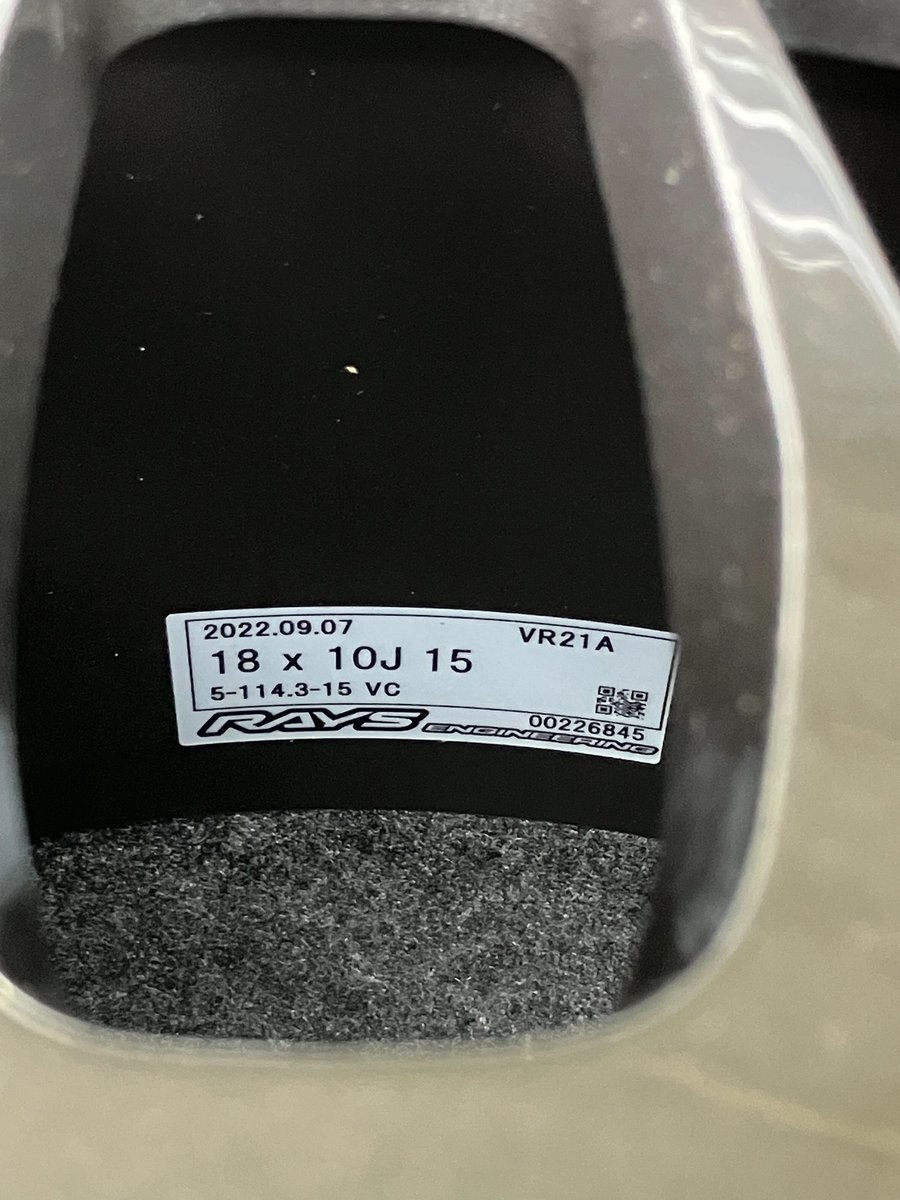 2022.09.07 VR21A
18 x 10J 15
5-114.3-15 VC
RAYS ENGINEERING 00226845